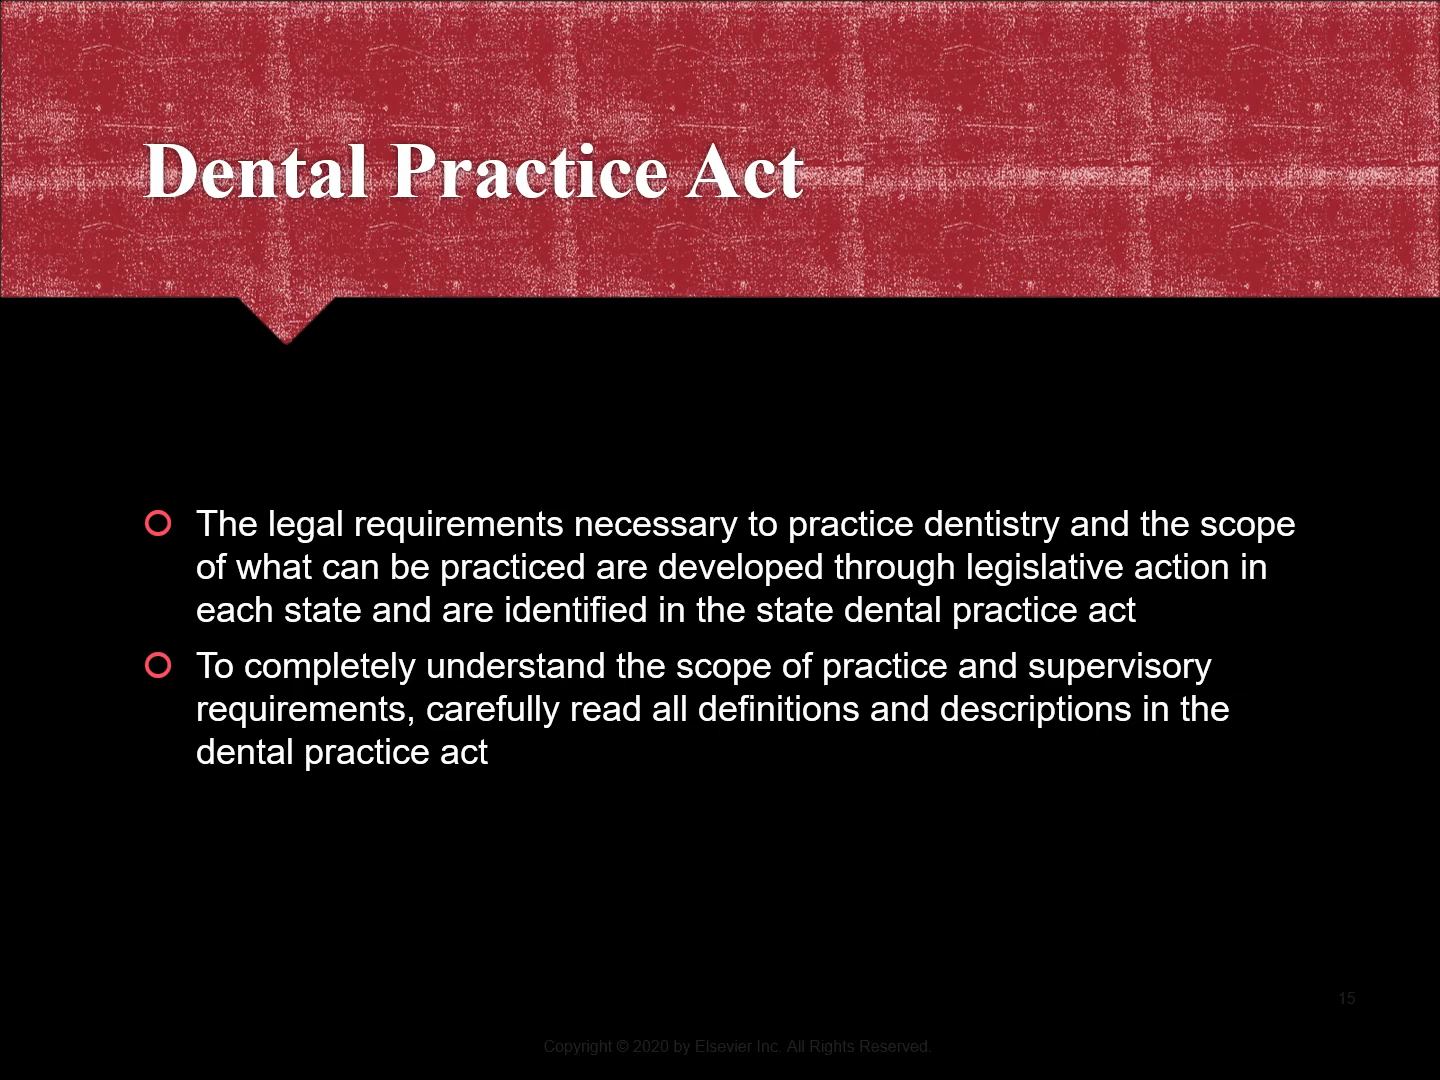 Dental Practice Act
The legal requirements necessary to practice dentistry and the scope
of what can be practiced are developed through legislative action in
each state and are identified in the state dental practice act
To completely understand the scope of practice and supervisory
requirements, carefully read all definitions and descriptions in the
dental practice act
15
Copyright © 2020 by Elsevier Inc. All Rights Reserved.